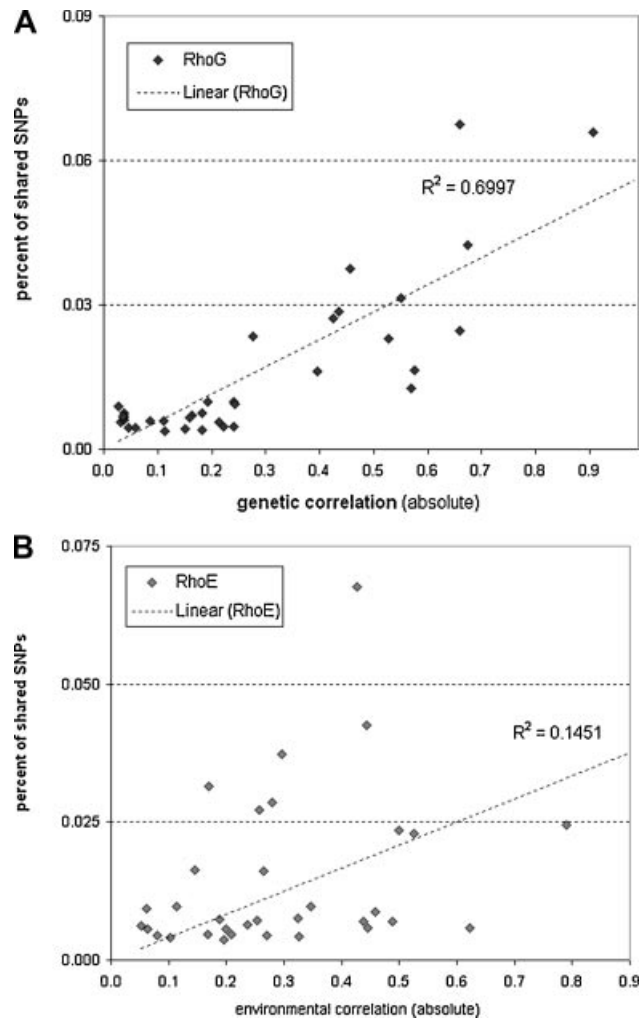 A
0.09
RhoG
Linear (RhoG)
0.06
R² = 0.6997
percent of shared SNPs
0.03
0.00
0.0 0.1 0.2 0.3 0.4 0.5 0.6 0.7 0.8 0.9
genetic correlation (absolute)
B
0.075
RhoE
Linear (RhoE)
0.050
R² = 0.1451
percent of shared SNPs
0.025
0.000
0.0 0.1 0.2 0.3 0.4 0.5 0.6 0.7 0.8 0.9
environmental correlation (absolute)